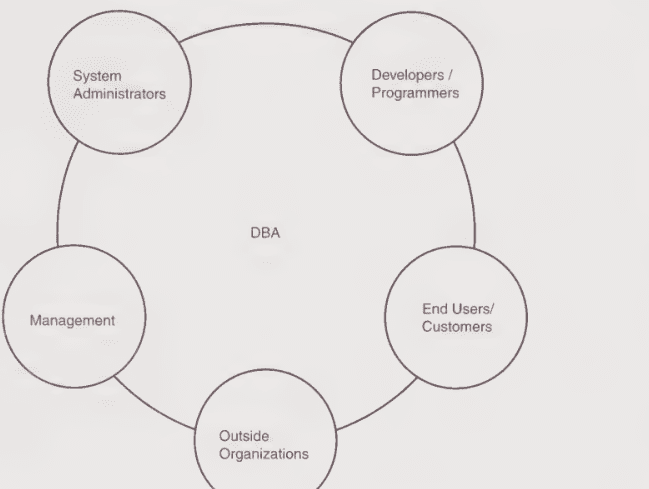 System
Administrators
Developers /
Programmers
DBA
Management
End Users/
Customers
Outside
Organizations